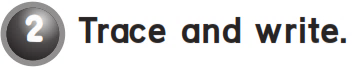 2 Trace and write.